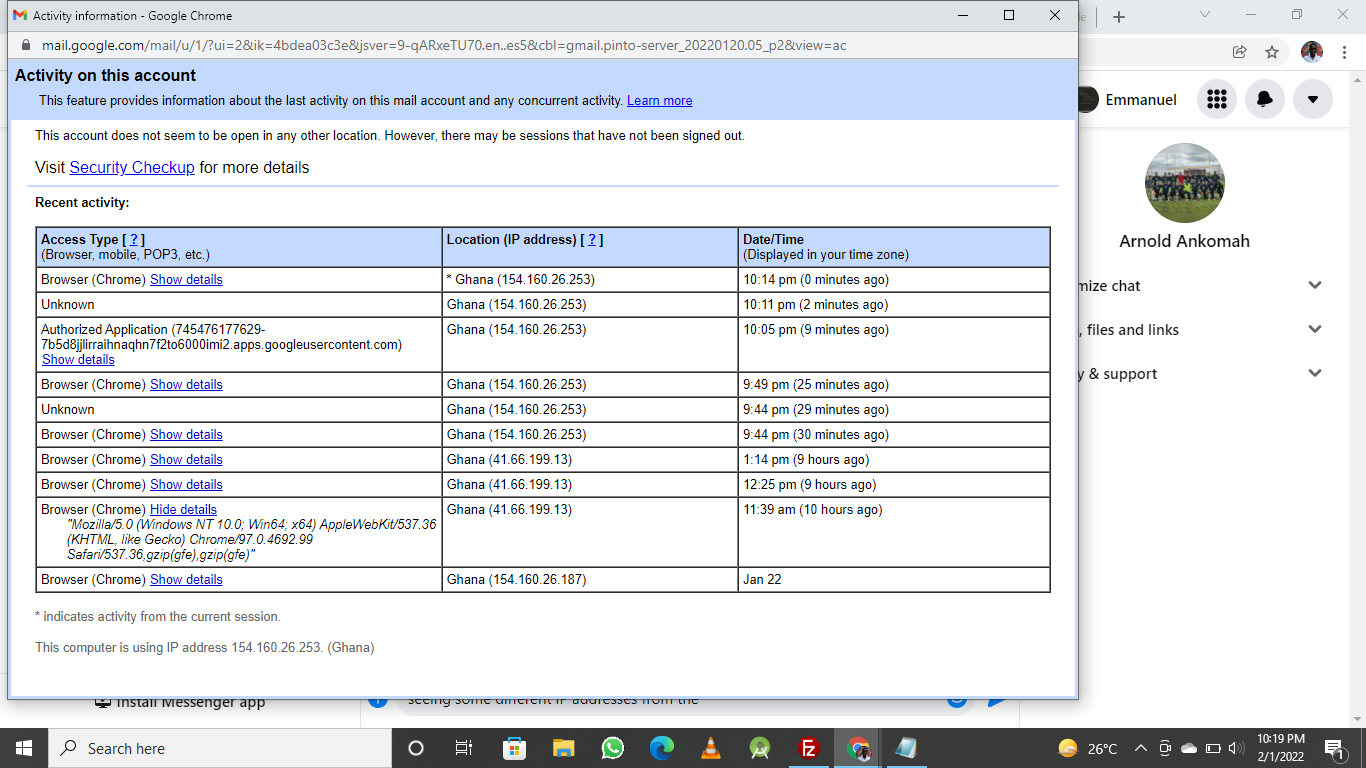 Activity information - Google Chrome
mail.google.com/mail/u/1/?ui=2&ik=4bdea03c3e&jsver=9-qARxeTU70.en..es5&cbl=gmail.pinto-server_20220120.05_p2&view=ac
Activity on this account
This feature provides information about the last activity on this mail account and any concurrent activity. Learn more
This account does not seem to be open in any other location. However, there may be sessions that have not been signed out.
Visit Security Checkup for more details
Recent activity:
Access Type [ ? ] Location (IP address) [ ? ] Date/Time
(Browser, mobile, POP3, etc.) (Displayed in your time zone)
Browser (Chrome) Show details * Ghana (154.160.26.253) 10:14 pm (0 minutes ago)
Unknown Ghana (154.160.26.253) 10:11 pm (2 minutes ago)
Authorized Application (745476177629- Ghana (154.160.26.253) 10:05 pm (9 minutes ago)
7b5d8jjlirraihnaqhn7f2to6000imi2.apps.googleusercontent.com)
Show details
Browser (Chrome) Show details Ghana (154.160.26.253) 9:49 pm (25 minutes ago)
Unknown Ghana (154.160.26.253) 9:44 pm (29 minutes ago)
Browser (Chrome) Show details Ghana (154.160.26.253) 9:44 pm (30 minutes ago)
Browser (Chrome) Show details Ghana (41.66.199.13) 1:14 pm (9 hours ago)
Browser (Chrome) Show details Ghana (41.66.199.13) 12:25 pm (9 hours ago)
Browser (Chrome) Hide details Ghana (41.66.199.13) 11:39 am (10 hours ago)
"Mozilla/5.0 (Windows NT 10.0; Win64; x64) AppleWebKit/537.36
(KHTML, like Gecko) Chrome/97.0.4692.99
Safari/537.36,gzip(gfe),gzip(gfe)"
Browser (Chrome) Show details Ghana (154.160.26.187) Jan 22
* indicates activity from the current session.
This computer is using IP address 154.160.26.253. (Ghana)
Emmanuel
Arnold Ankomah
mize chat
, files and links
y & support
Install Messenger app
seeing some different IP addresses from the
Search here
26°C
10:19 PM
2/1/2022
1